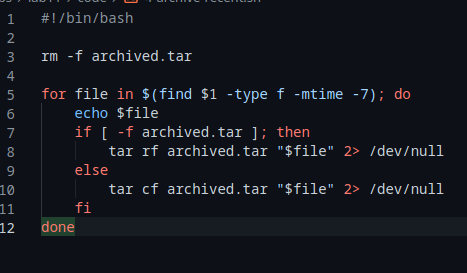 code
4-archive-recent.sh
1 #!/bin/bash
2
3 rm -f archived.tar
4
5 for file in $(find $1 -type f -mtime -7); do
6     echo $file
7     if [ -f archived.tar ]; then
8         tar rf archived.tar "$file" 2> /dev/null
9     else
10         tar cf archived.tar "$file" 2> /dev/null
11     fi
12 done